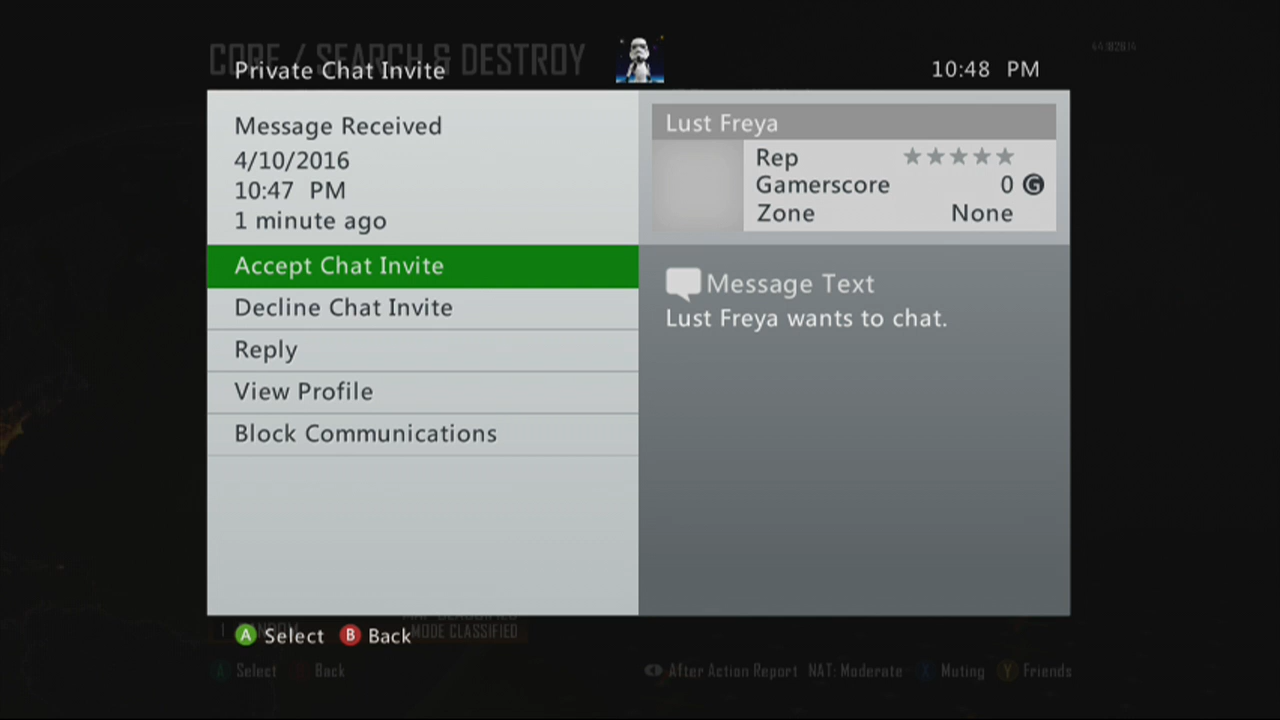 CORE / SEARCH & DESTROY
Private Chat Invite
10:48 PM
Message Received
4/10/2016
10:47 PM
1 minute ago
Accept Chat Invite
Decline Chat Invite
Reply
View Profile
Block Communications
Lust Freya
Rep
Gamerscore 0 G
Zone None
Message Text
Lust Freya wants to chat.
MODE CLASSIFIED
A Select B Back
A Select Back
After Action Report NAT: Moderate X Muting Y Friends